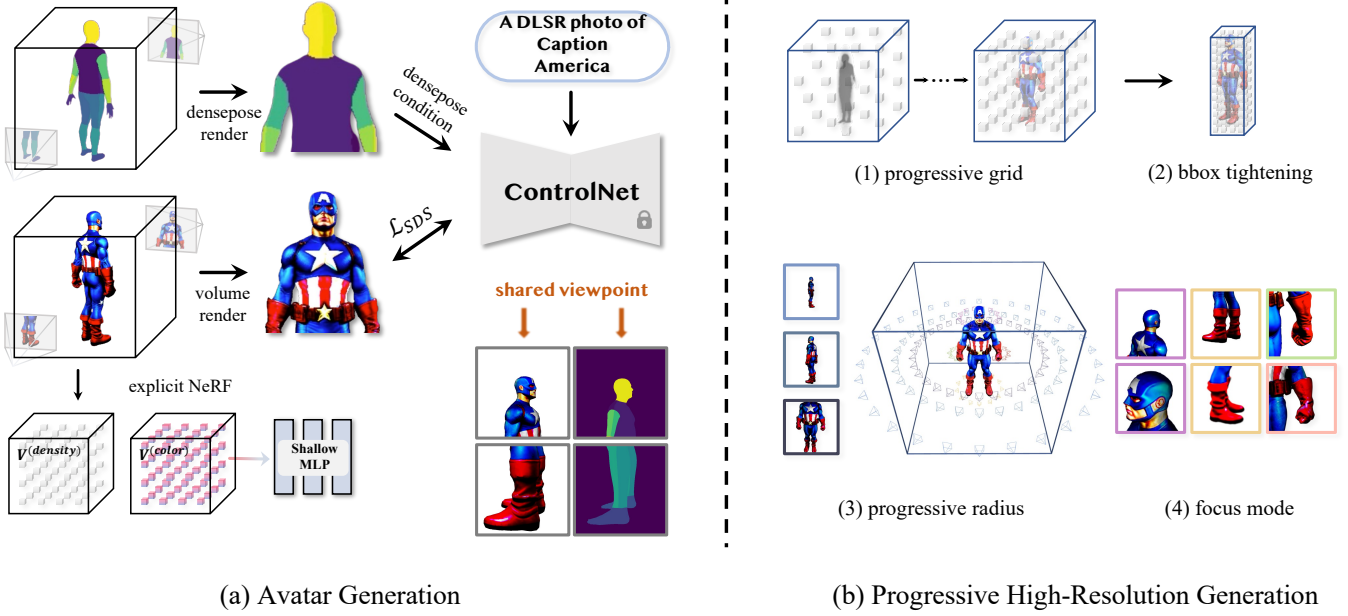 A DLSR photo of
Caption
America
densepose
render
densepose
condition
ControlNet
ℒSDS
volume
render
shared viewpoint
explicit NeRF
V(density)
V(color)
Shallow
MLP
(a) Avatar Generation
(1) progressive grid
(2) bbox tightening
(3) progressive radius
(4) focus mode
(b) Progressive High-Resolution Generation